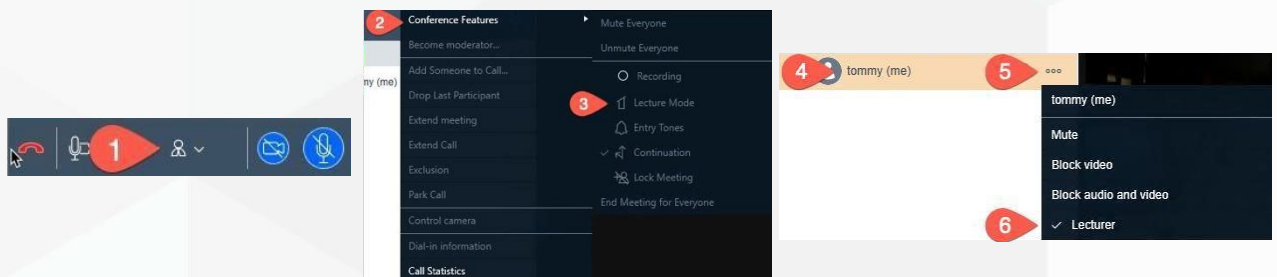 1
2
Conference Features
Become moderator...
Add Someone to Call...
Drop Last Participant
Extend meeting
Extend Call
Exclusion
Park Call
Control camera
Dial-in information
Call Statistics
my (me)
Mute Everyone
Unmute Everyone
Recording
3
Lecture Mode
Entry Tones
Continuation
Lock Meeting
End Meeting for Everyone
4
tommy (me)
5
tommy (me)
Mute
Block video
Block audio and video
6
Lecturer